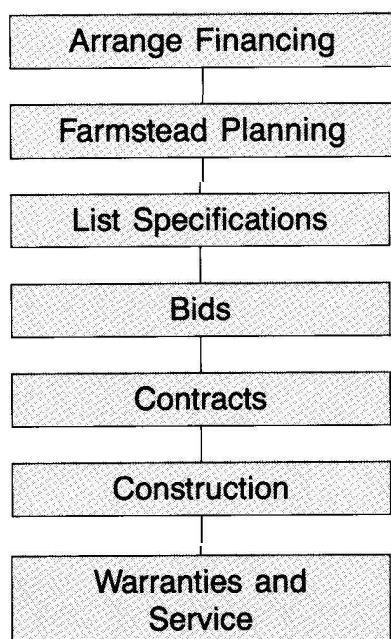 Arrange Financing
Farmstead Planning
List Specifications
Bids
Contracts
Construction
Warranties and
Service